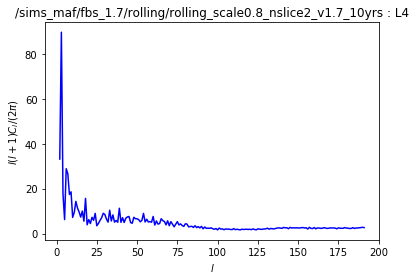 /sims_maf/fbs_1.7/rolling/rolling_scale0.8_nslice2_v1.7_10yrs : L4
l(l + 1)C_l/(2π)
80
60
40
20
0
0 25 50 75 100 125 150 175 200
l